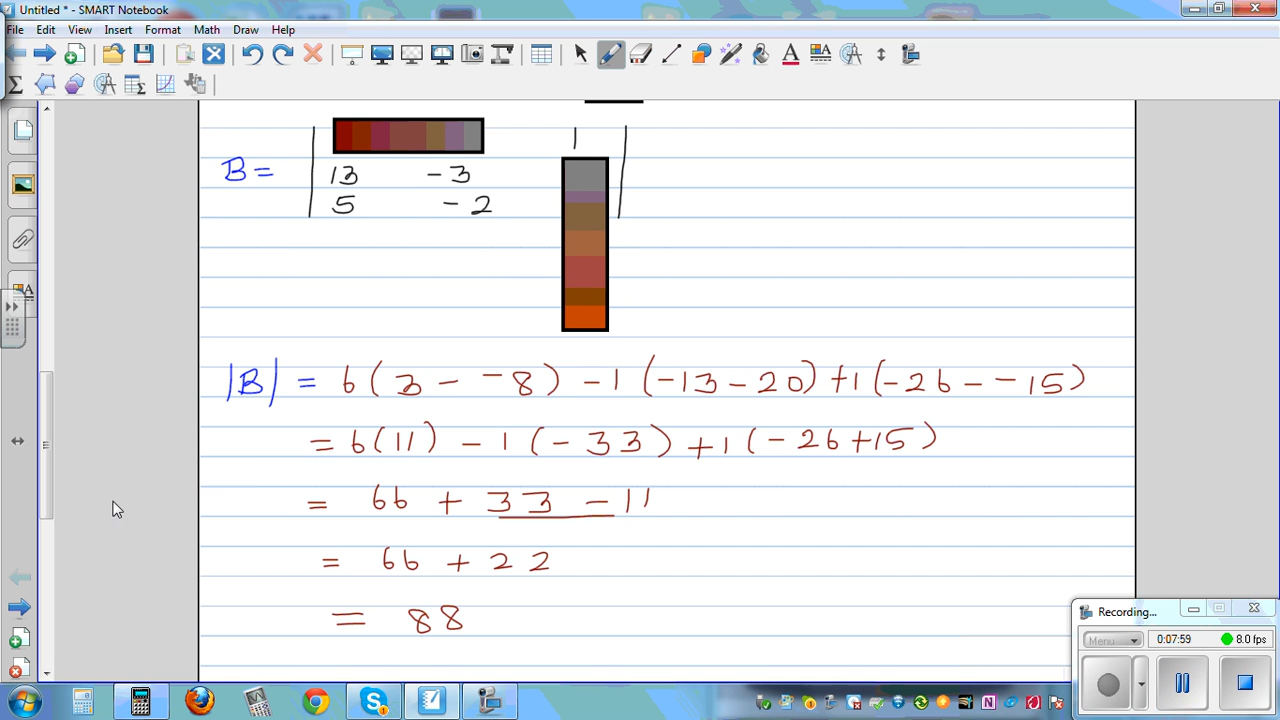 Untitled * - SMART Notebook
File Edit View Insert Format Math Draw Help
1
B = 13 -3
5 -2
|B| = 6(3 - -8) -1(-13-20) +1(-26 - -15)
= 6(11) -1(-33) +1(-26+15)
= 66 + 33 - 11
= 66 + 22
= 88
Recording...
Menu 0:07:59 8.0 fps